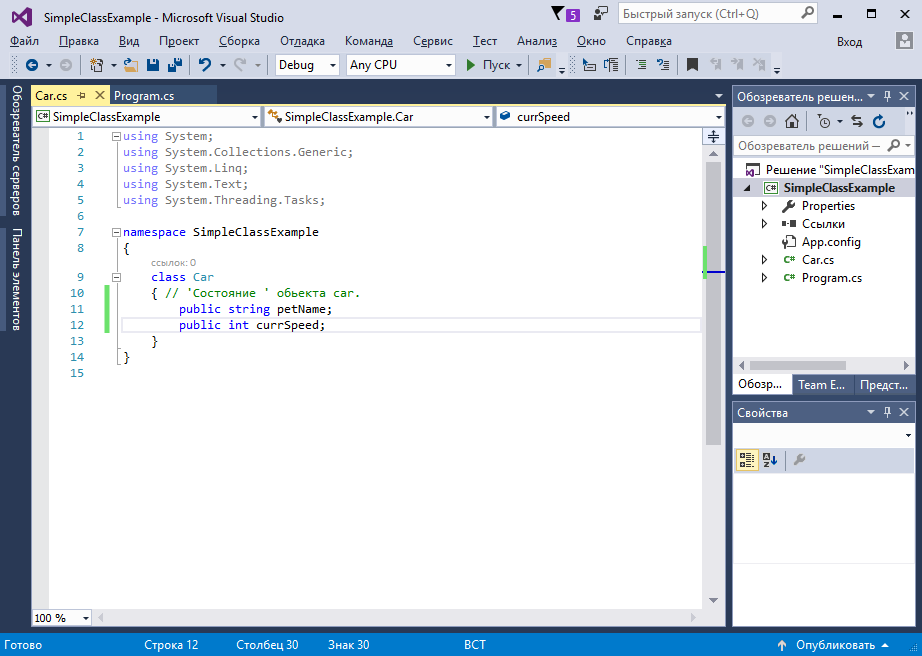 SimpleClassExample - Microsoft Visual Studio
5
Быстрый запуск (Ctrl+Q)
Файл Правка Вид Проект Сборка Отладка Команда Сервис Тест Анализ Окно Справка Вход
Debug Any CPU Пуск
Обозреватель серверов
Панель элементов
Car.cs Program.cs
SimpleClassExample SimpleClassExample.Car currSpeed
1 using System;
2 using System.Collections.Generic;
3 using System.Linq;
4 using System.Text;
5 using System.Threading.Tasks;
6
7 namespace SimpleClassExample
8 {
ссылок: 0
9 class Car
10 { // 'Состояние ' обьекта car.
11 public string petName;
12 public int currSpeed;
13 }
14 }
15
100 %
Обозреватель решен...
Обозреватель решений —
Решение "SimpleClassExam
C# SimpleClassExample
Properties
Ссылки
App.config
C# Car.cs
C# Program.cs
Обозр... Team E... Предст...
Свойства
Готово Строка 12 Столбец 30 Знак 30 ВСТ Опубликовать